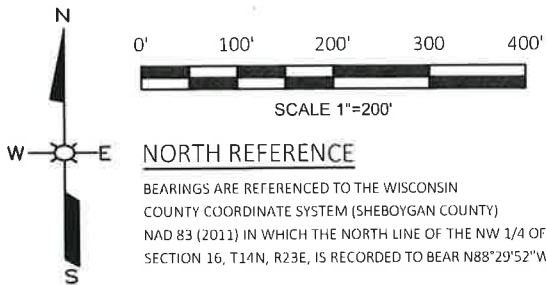 N
W E
S
0' 100' 200' 300 400'
SCALE 1"=200'
NORTH REFERENCE
BEARINGS ARE REFERENCED TO THE WISCONSIN
COUNTY COORDINATE SYSTEM (SHEBOYGAN COUNTY)
NAD 83 (2011) IN WHICH THE NORTH LINE OF THE NW 1/4 OF
SECTION 16, T14N, R23E, IS RECORDED TO BEAR N88°29'52"W